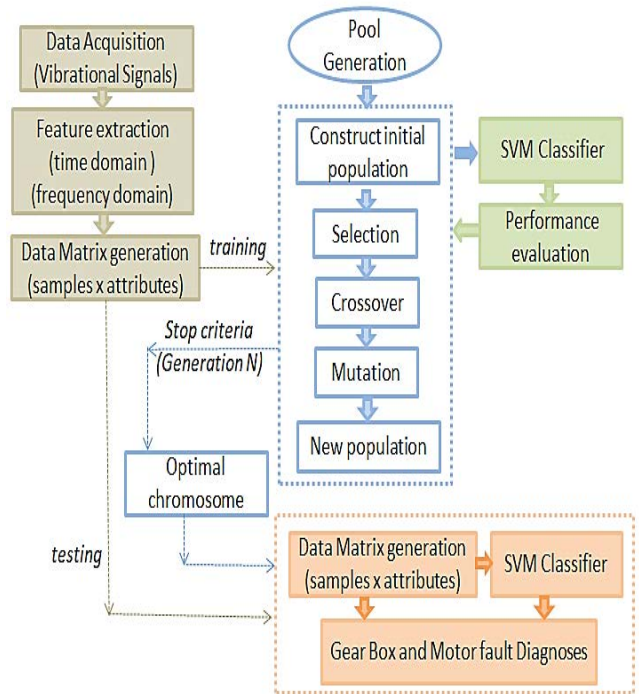 Data Acquisition
(Vibrational Signals)
Feature extraction
(time domain )
(frequency domain)
Data Matrix generation
(samples x attributes)
training
testing
Pool
Generation
Construct initial
population
Selection
Crossover
Mutation
New population
SVM Classifier
Performance
evaluation
Stop criteria
(Generation N)
Optimal
chromosome
Data Matrix generation
(samples x attributes)
SVM Classifier
Gear Box and Motor fault Diagnoses